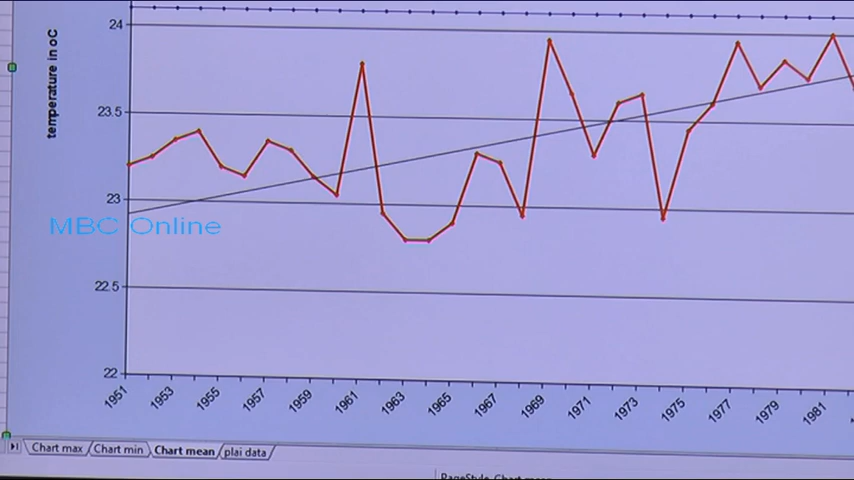 24
temperature in oC
23.5
23
MBC Online
22.5
22
1951 1953 1955 1957 1959 1961 1963 1965 1967 1969 1971 1973 1975 1977 1979 1981
Chart max Chart min Chart mean plai data